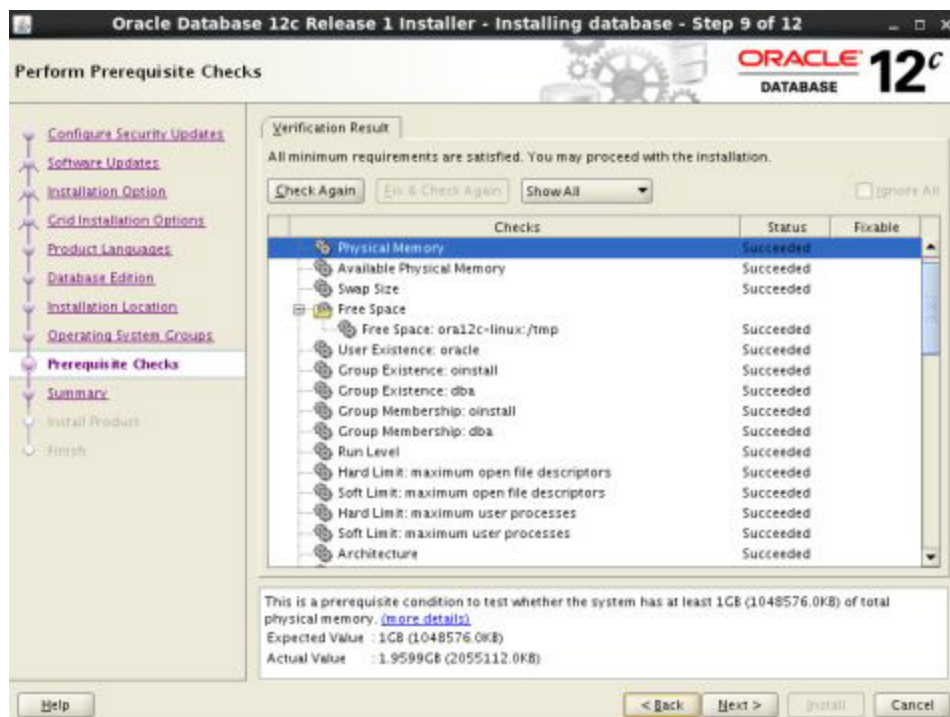 Oracle Database 12c Release 1 Installer - Installing database - Step 9 of 12
Perform Prerequisite Checks
ORACLE
DATABASE
12c
Configure Security Updates
Software Updates
Installation Option
Grid Installation Options
Product Languages
Database Edition
Installation Location
Operating System Groups
Prerequisite Checks
Summary
Install Product
Finish
Verification Result
All minimum requirements are satisfied. You may proceed with the installation.
Check Again Fix & Check Again Show All Ignore All
Checks Status Fixable
Physical Memory Succeeded
Available Physical Memory Succeeded
Swap Size Succeeded
Free Space
Free Space: ora12c-linux:/tmp Succeeded
User Existence: oracle Succeeded
Group Existence: oinstall Succeeded
Group Existence: dba Succeeded
Group Membership: oinstall Succeeded
Group Membership: dba Succeeded
Run Level Succeeded
Hard Limit: maximum open file descriptors Succeeded
Soft Limit: maximum open file descriptors Succeeded
Hard Limit: maximum user processes Succeeded
Soft Limit: maximum user processes Succeeded
Architecture Succeeded
This is a prerequisite condition to test whether the system has at least 1GB (1048576.0KB) of total
physical memory. (more details)
Expected Value : 1GB (1048576.0KB)
Actual Value : 1.9599GB (2055112.0KB)
Help < Back Next > Install Cancel